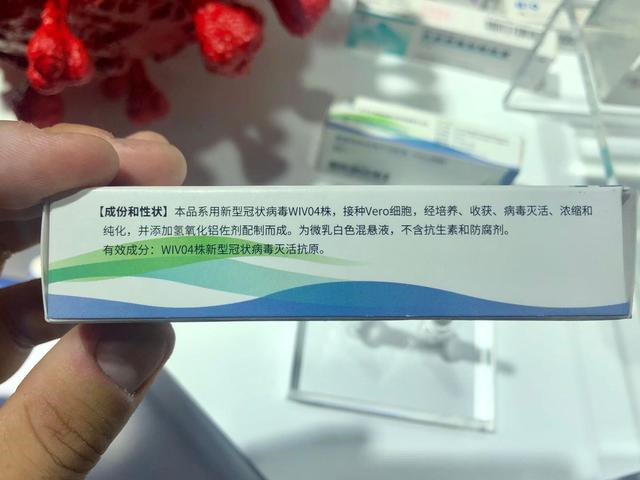 【成份和性状】本品系用新型冠状病毒WIV04株，接种Vero细胞，经培养、收获、病毒灭活、浓缩和
纯化，并添加氢氧化铝佐剂配制而成。为微乳白色混悬液，不含抗生素和防腐剂。
有效成分：WIV04株新型冠状病毒灭活抗原。